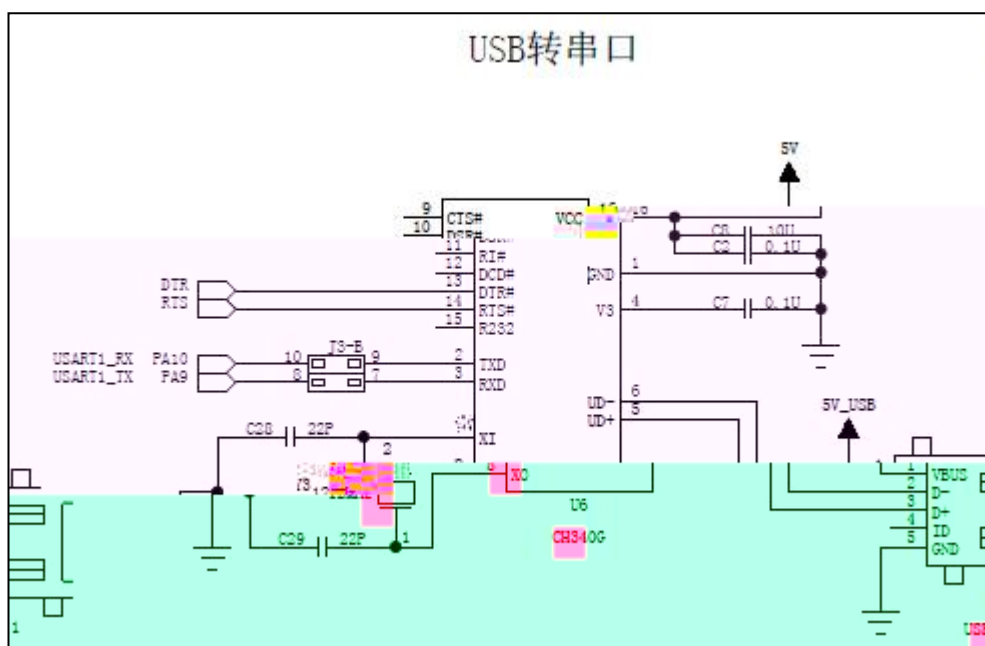 USB转串口
5V
9 CTS# VCC
10 DSR#
C8 10U
11 RI#
C2 0.1U
12 DCD# GND 1
DTR 13 DTR#
RTS 14 RTS# V3 4 C7 0.1U
15 R232
J3-B
USART1_RX PA10 10 9 2 TXD
USART1_TX PA9 8 7 3 RXD
UD- 6
UD+ 5
5V_USB
C28 22P XI
2
XO
1 VBUS
2 D-
3 D+
U6
4 ID
C29 22P 1 CH340G
5 GND
1